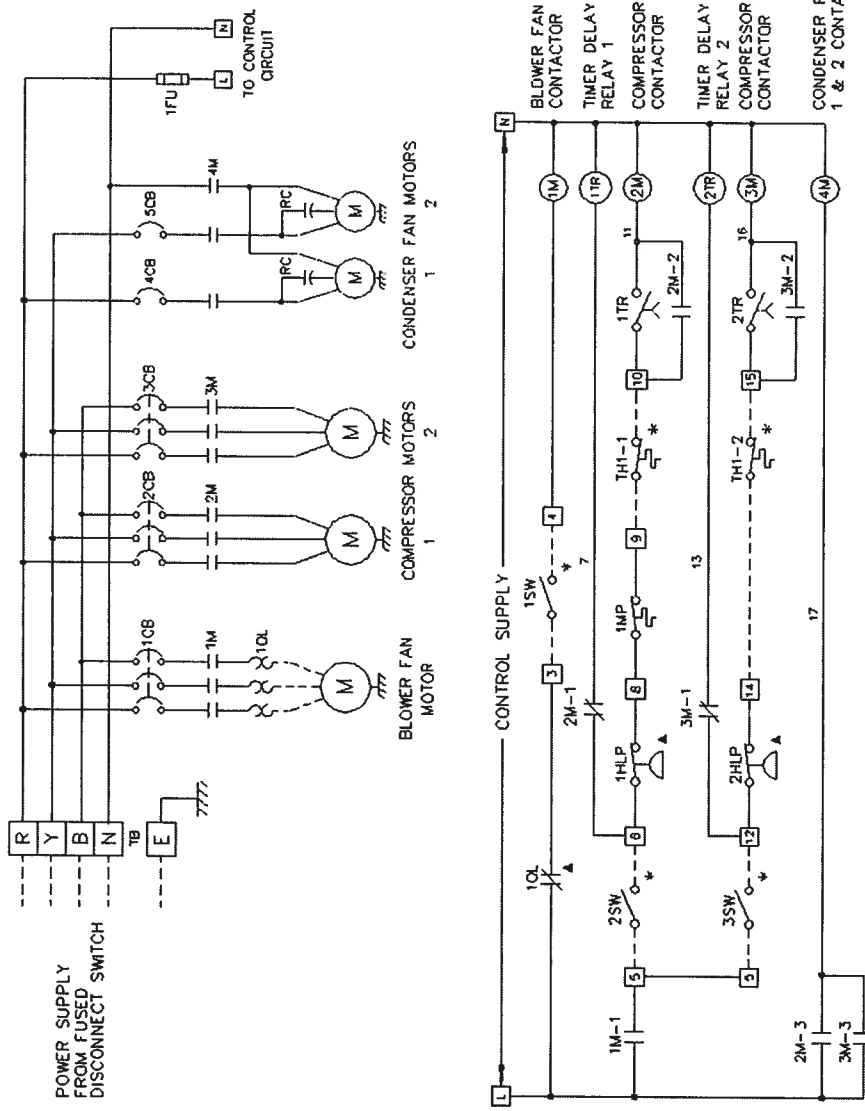 POWER SUPPLY
FROM FUSED
DISCONNECT SWITCH
R
Y
B
N
TB
E
1CB
1M
1OL
M
BLOWER FAN
MOTOR
2CB
2M
M
3CB
3M
M
COMPRESSOR MOTORS
1
2
4CB
5CB
4M
RC
RC
M
M
CONDENSER FAN MOTORS
1
2
1FU
L
N
TO CONTROL
CIRCUIT
L
CONTROL SUPPLY
N
1OL
3
1SW
*
4
1M
BLOWER FAN
CONTACTOR
2M-1
7
1TR
TIMER DELAY
RELAY 1
1M-1
5
2SW
*
6
1HLP
8
1MP
9
TH1-1
*
10
1TR
11
2M
COMPRESSOR
CONTACTOR
2M-2
3M-1
13
2TR
TIMER DELAY
RELAY 2
3SW
*
12
2HLP
14
TH1-2
*
15
2TR
16
3M
COMPRESSOR
CONTACTOR
3M-2
2M-3
17
4M
CONDENSER F
1 & 2 CONTA
3M-3